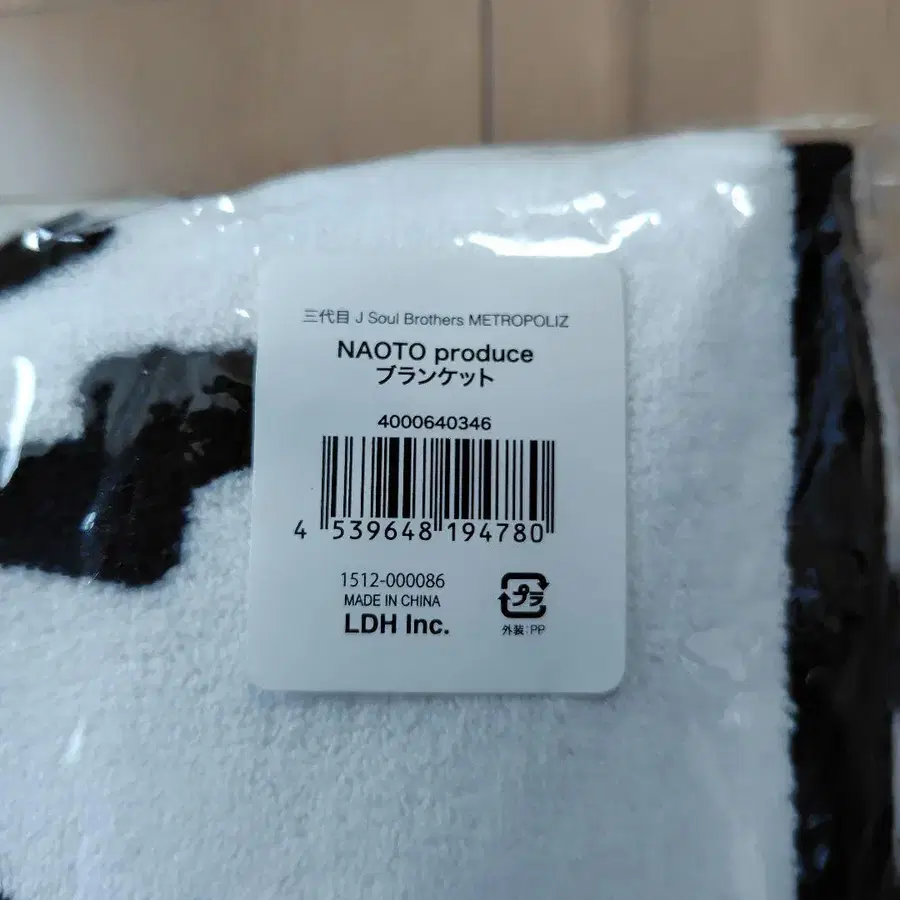 三代目 J Soul Brothers METROPOLIZ
NAOTO produce
ブランケット
4000640346
4 539648 194780
1512-000086
MADE IN CHINA
LDH Inc.
プラ
外装:PP